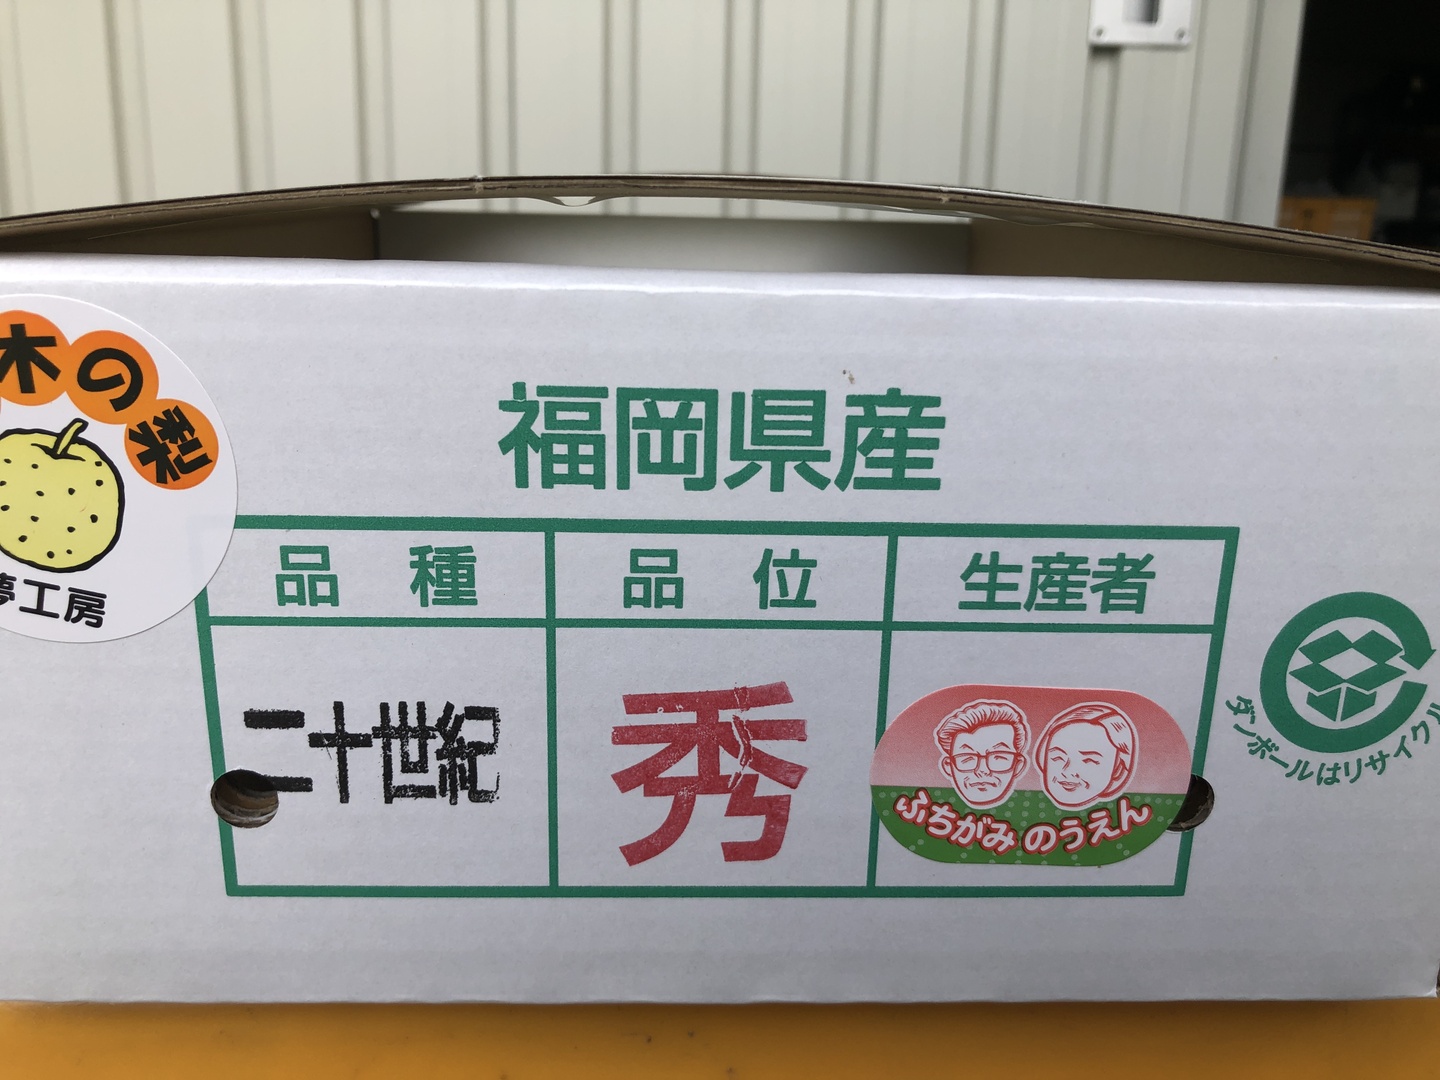 木の梨
夢工房
福岡県産
品種 品位 生産者
二十世紀 秀 ふちがみのうえん
ダンボールはリサイクル